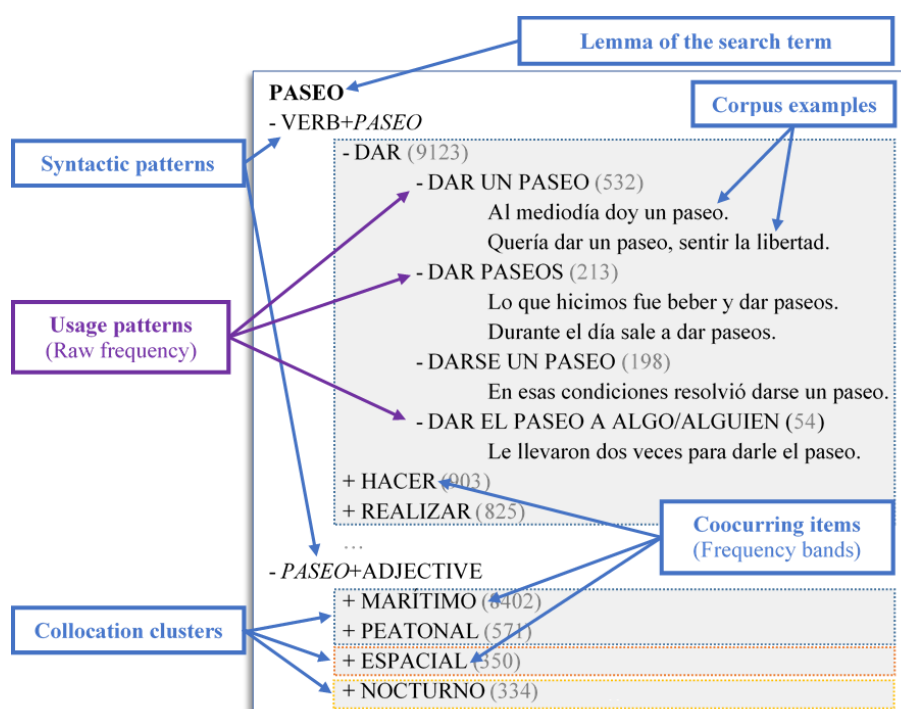 Lemma of the search term
PASEO
Corpus examples
- VERB+PASEO
Syntactic patterns
- DAR (9123)
- DAR UN PASEO (532)
Al mediodía doy un paseo.
Quería dar un paseo, sentir la libertad.
- DAR PASEOS (213)
Lo que hicimos fue beber y dar paseos.
Usage patterns
(Raw frequency)
Durante el día sale a dar paseos.
- DARSE UN PASEO (198)
En esas condiciones resolvió darse un paseo.
- DAR EL PASEO A ALGO/ALGUIEN (54)
Le llevaron dos veces para darle el paseo.
+ HACER (903)
+ REALIZAR (825)
Coocurring items
(Frequency bands)
…
- PASEO+ADJECTIVE
+ MARÍTIMO (8402)
Collocation clusters
+ PEATONAL (571)
+ ESPACIAL (350)
+ NOCTURNO (334)